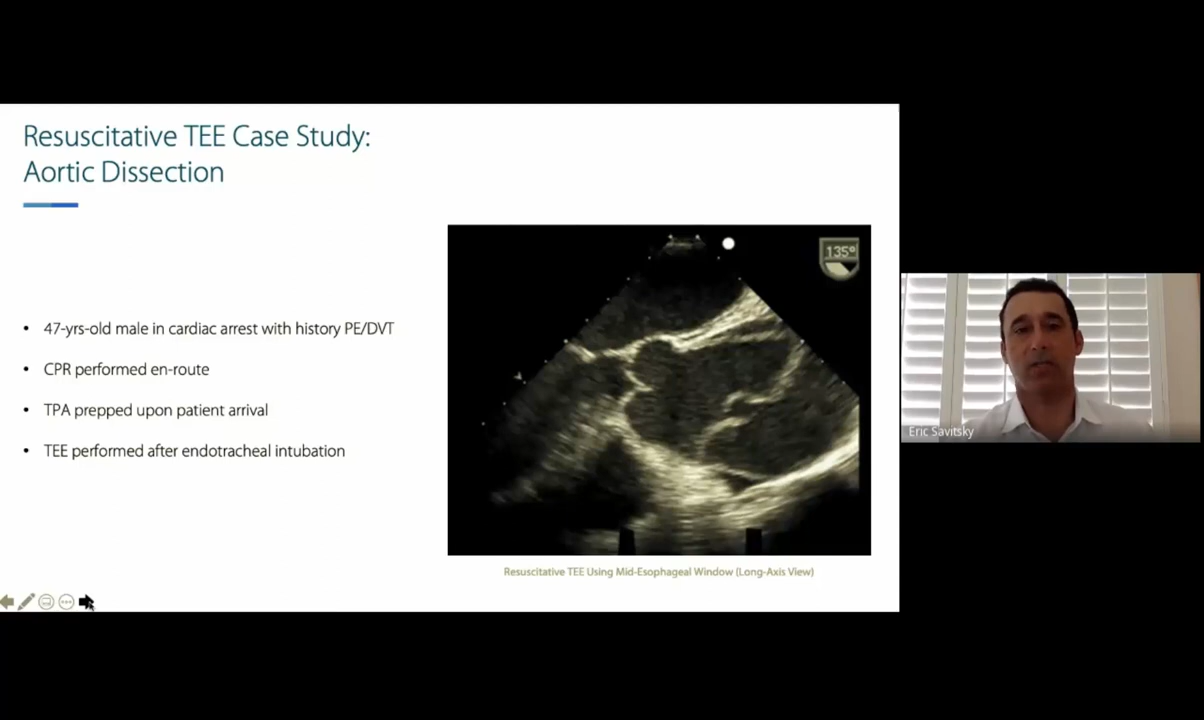 Resuscitative TEE Case Study:
Aortic Dissection
• 47-yrs-old male in cardiac arrest with history PE/DVT
• CPR performed en-route
• TPA prepped upon patient arrival
• TEE performed after endotracheal intubation
135°
Resuscitative TEE Using Mid-Esophageal Window (Long-Axis View)
Eric Savitsky